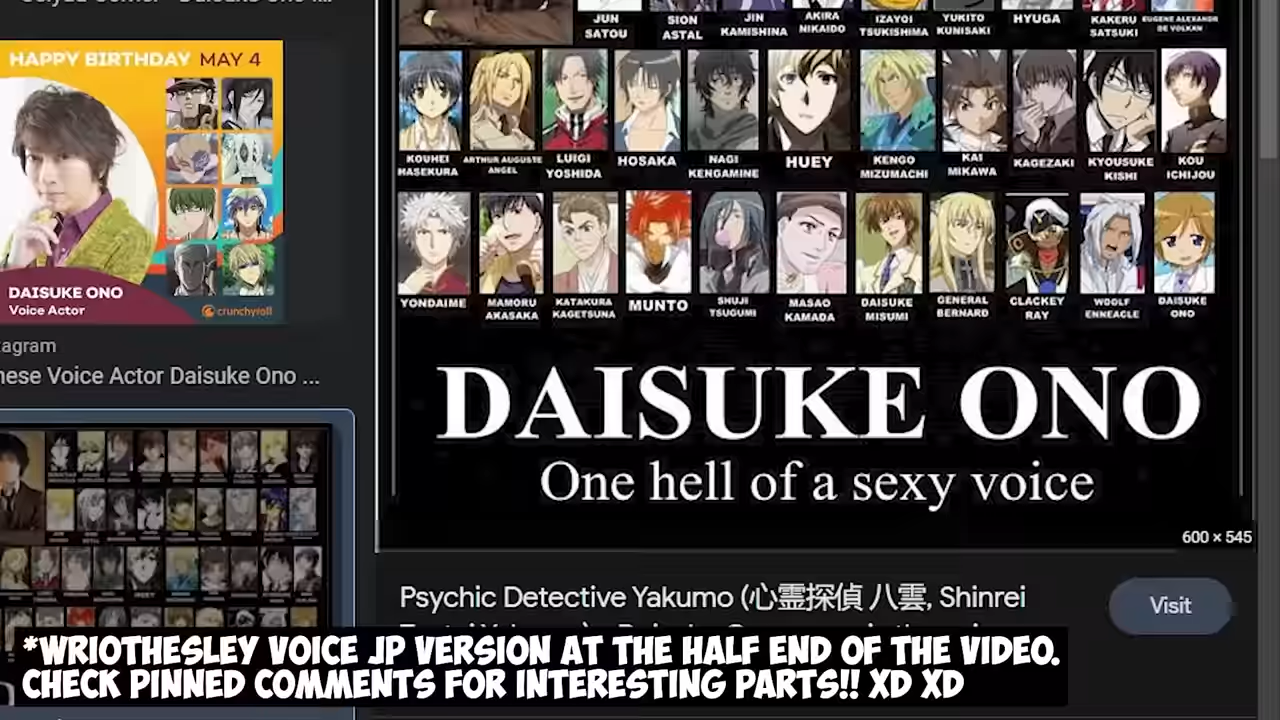 JUN SATOU
SION ASTAL
JIN KAMISHINA
AKIRA NIKAIDO
IZAYOI TSUKISHIMA
YUKITO KUNISAKI
HYUGA
KAKERU SATSUKI
EUGENE ALEXANDR DE VOLKAN
HAPPY BIRTHDAY MAY 4
KOUHEI HASEKURA
ARTHUR AUGUSTE ANGEL
LUIGI YOSHIDA
HOSAKA
NAGI KENGAMINE
HUEY
KENGO MIZUMACHI
KAI MIKAWA
KAGEZAKI
KYOUSUKE KISHI
KOU ICHIJOU
DAISUKE ONO
Voice Actor
crunchyroll
YONDAIME
MAMORU AKASAKA
KATAKURA KAGETSUNA
MUNTO
SHUJI TSUGUMI
MASAO KAMADA
DAISUKE MISUMI
GENERAL BERNARD
CLACKEY RAY
WOOLF ENNEACLE
DAISUKE ONO
tagram
nese Voice Actor Daisuke Ono ...
DAISUKE ONO
One hell of a sexy voice
600 × 545
Psychic Detective Yakumo (心霊探偵 八雲, Shinrei
Visit
*WRIOTHESLEY VOICE JP VERSION AT THE HALF END OF THE VIDEO.
CHECK PINNED COMMENTS FOR INTERESTING PARTS!! XD XD